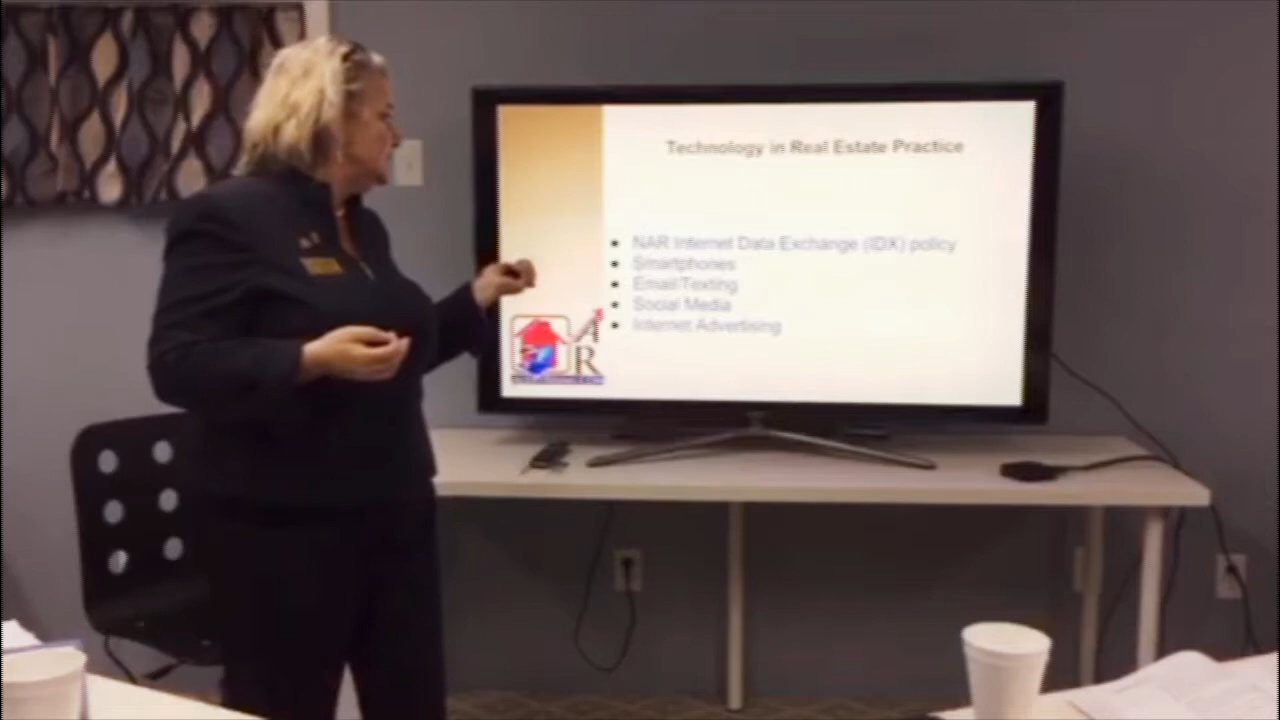 Technology in Real Estate Practice
NAR Internet Data Exchange (IDX) policy
Smartphones
Email/Texting
Social Media
Internet Advertising
A
R